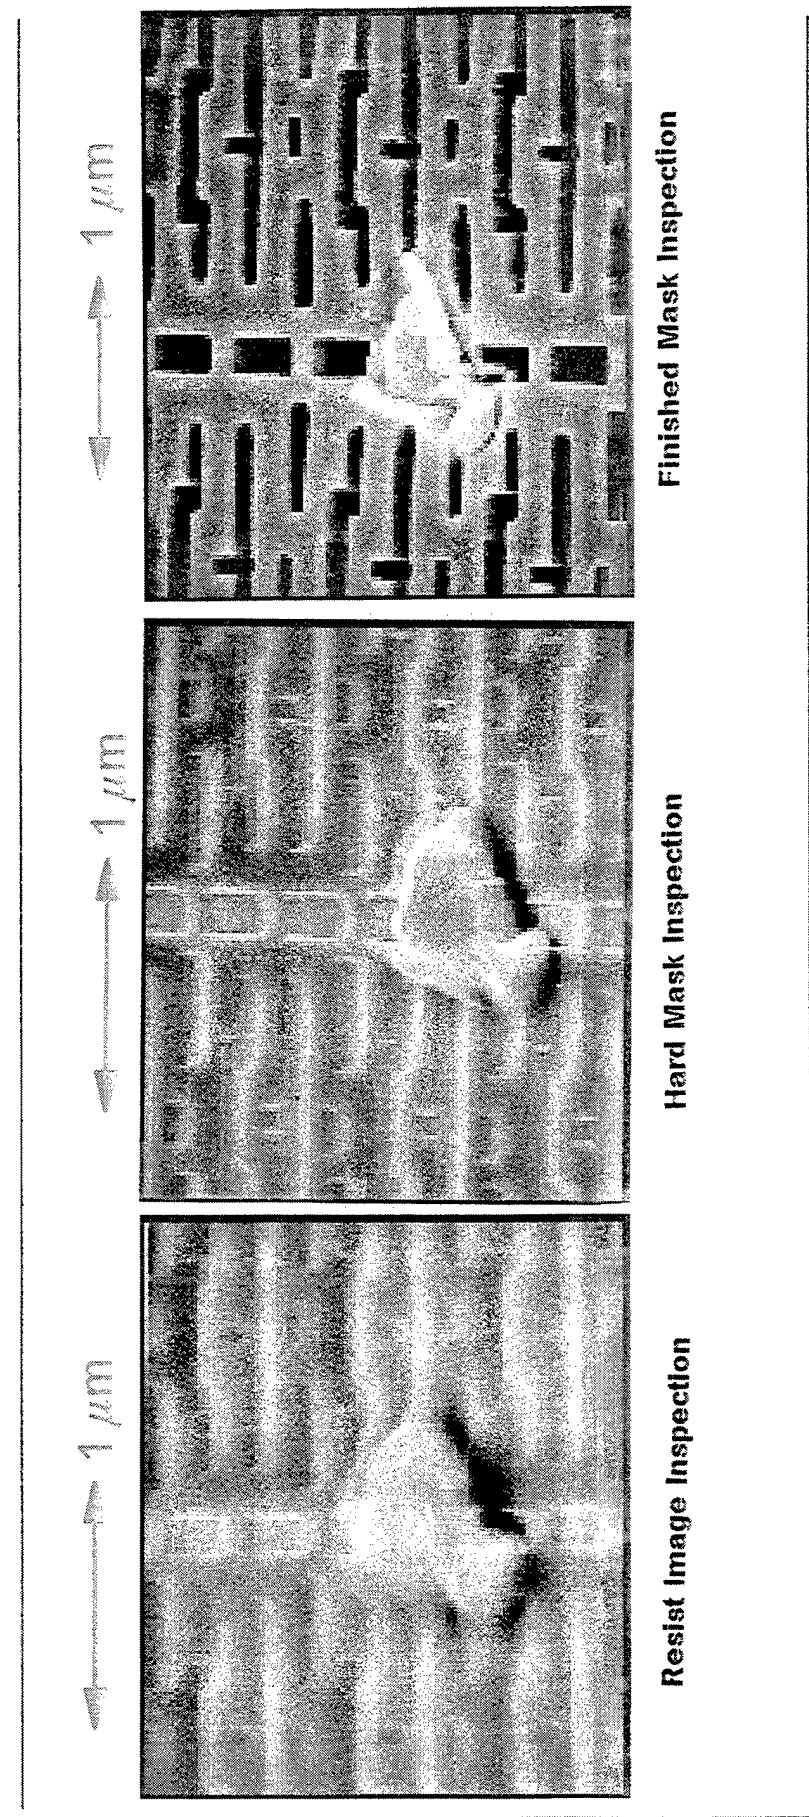 1 μm
1 μm
1 μm
Resist Image Inspection
Hard Mask Inspection
Finished Mask Inspection